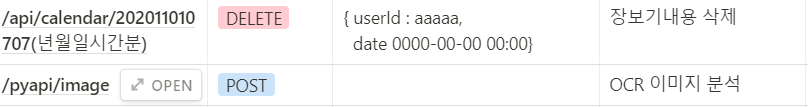 /api/calendar/202011010 DELETE { userId : aaaaa, 장보기내용 삭제
707(년월일시간분) date 0000-00-00 00:00}
/pyapi/image OPEN POST OCR 이미지 분석